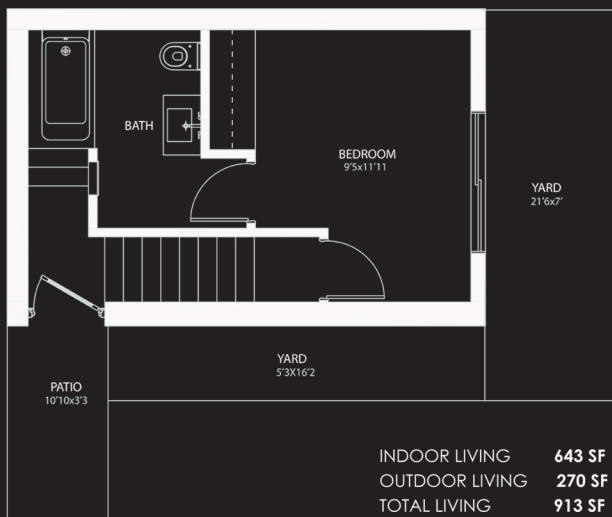 BATH
BEDROOM
9'5x11'11
YARD
21'6x7'
YARD
5'3X16'2
PATIO
10'10x3'3
INDOOR LIVING 643 SF
OUTDOOR LIVING 270 SF
TOTAL LIVING 913 SF